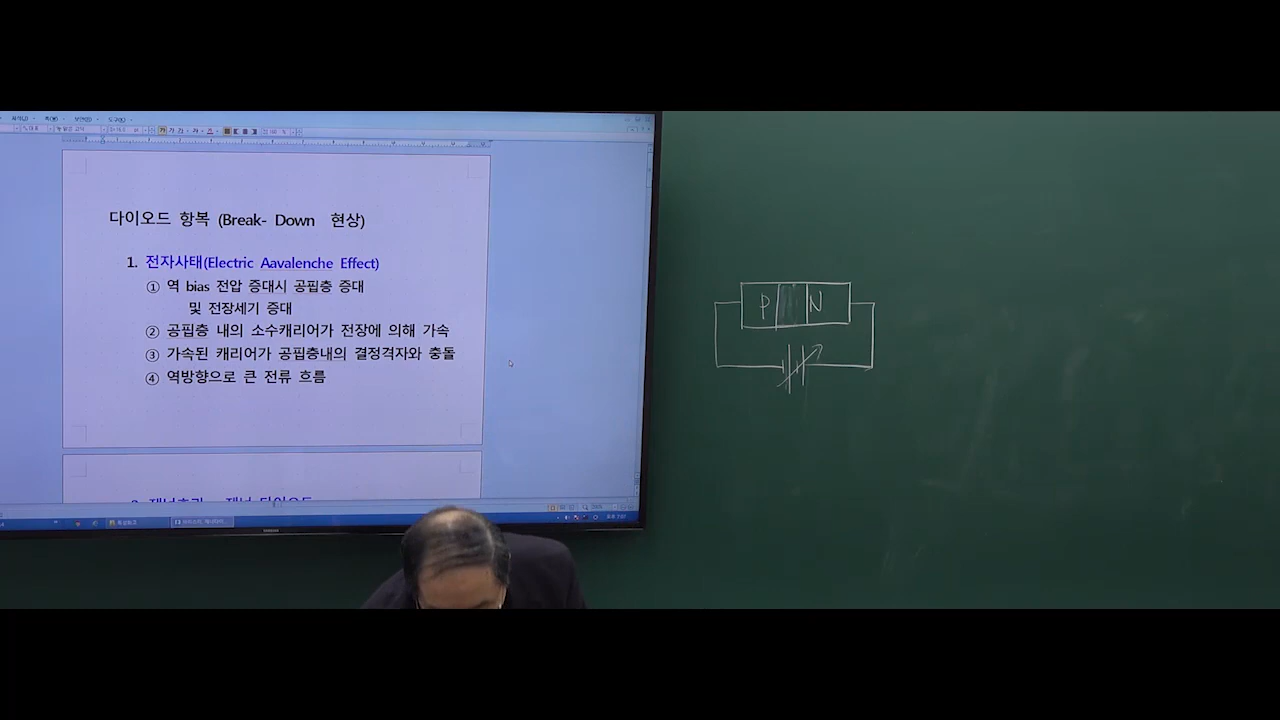 다이오드 항복 (Break- Down 현상)
1. 전자사태(Electric Aavalenche Effect)
① 역 bias 전압 증대시 공핍층 증대
및 전장세기 증대
② 공핍층 내의 소수캐리어가 전장에 의해 가속
③ 가속된 캐리어가 공핍층내의 결정격자와 충돌
④ 역방향으로 큰 전류 흐름
P N